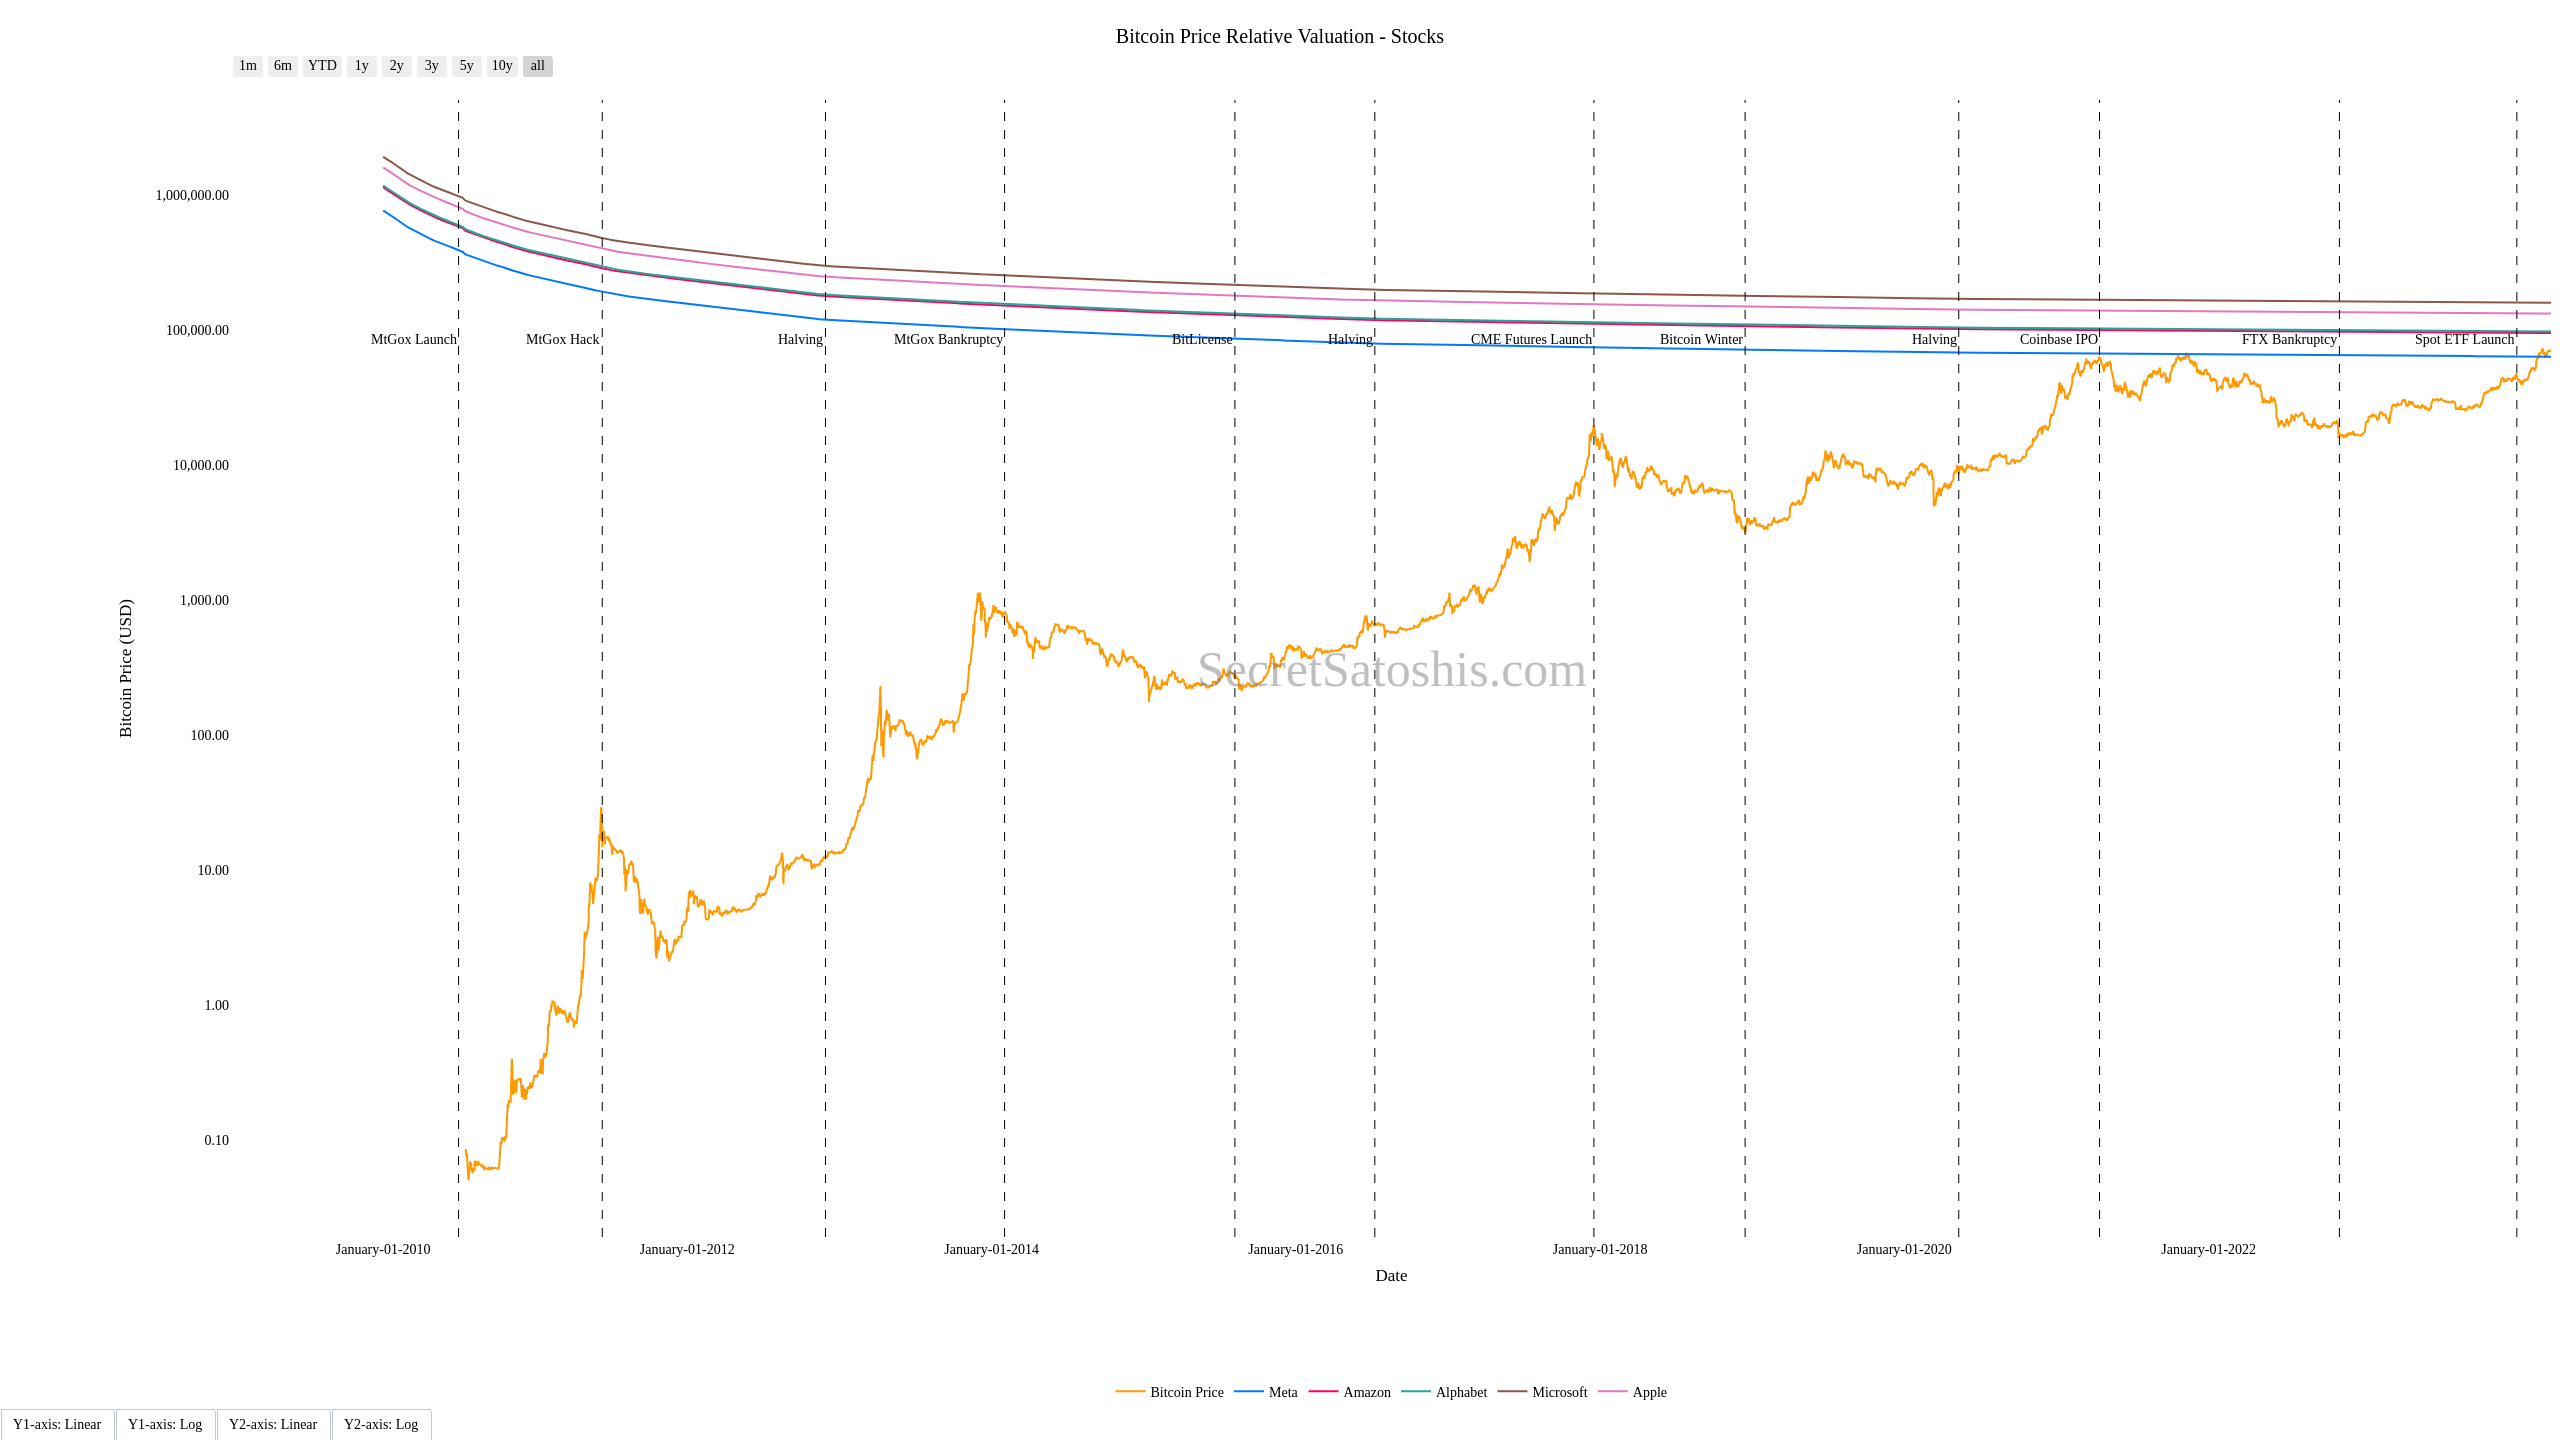 Bitcoin Price Relative Valuation - Stocks
1m 6m YTD 1y 2y 3y 5y 10y all
1,000,000.00
100,000.00
10,000.00
1,000.00
100.00
10.00
1.00
0.10
Bitcoin Price (USD)
MtGox Launch MtGox Hack Halving MtGox Bankruptcy BitLicense Halving CME Futures Launch Bitcoin Winter Halving Coinbase IPO FTX Bankruptcy Spot ETF Launch
SecretSatoshis.com
January-01-2010 January-01-2012 January-01-2014 January-01-2016 January-01-2018 January-01-2020 January-01-2022
Date
Bitcoin Price Meta Amazon Alphabet Microsoft Apple
Y1-axis: Linear Y1-axis: Log Y2-axis: Linear Y2-axis: Log